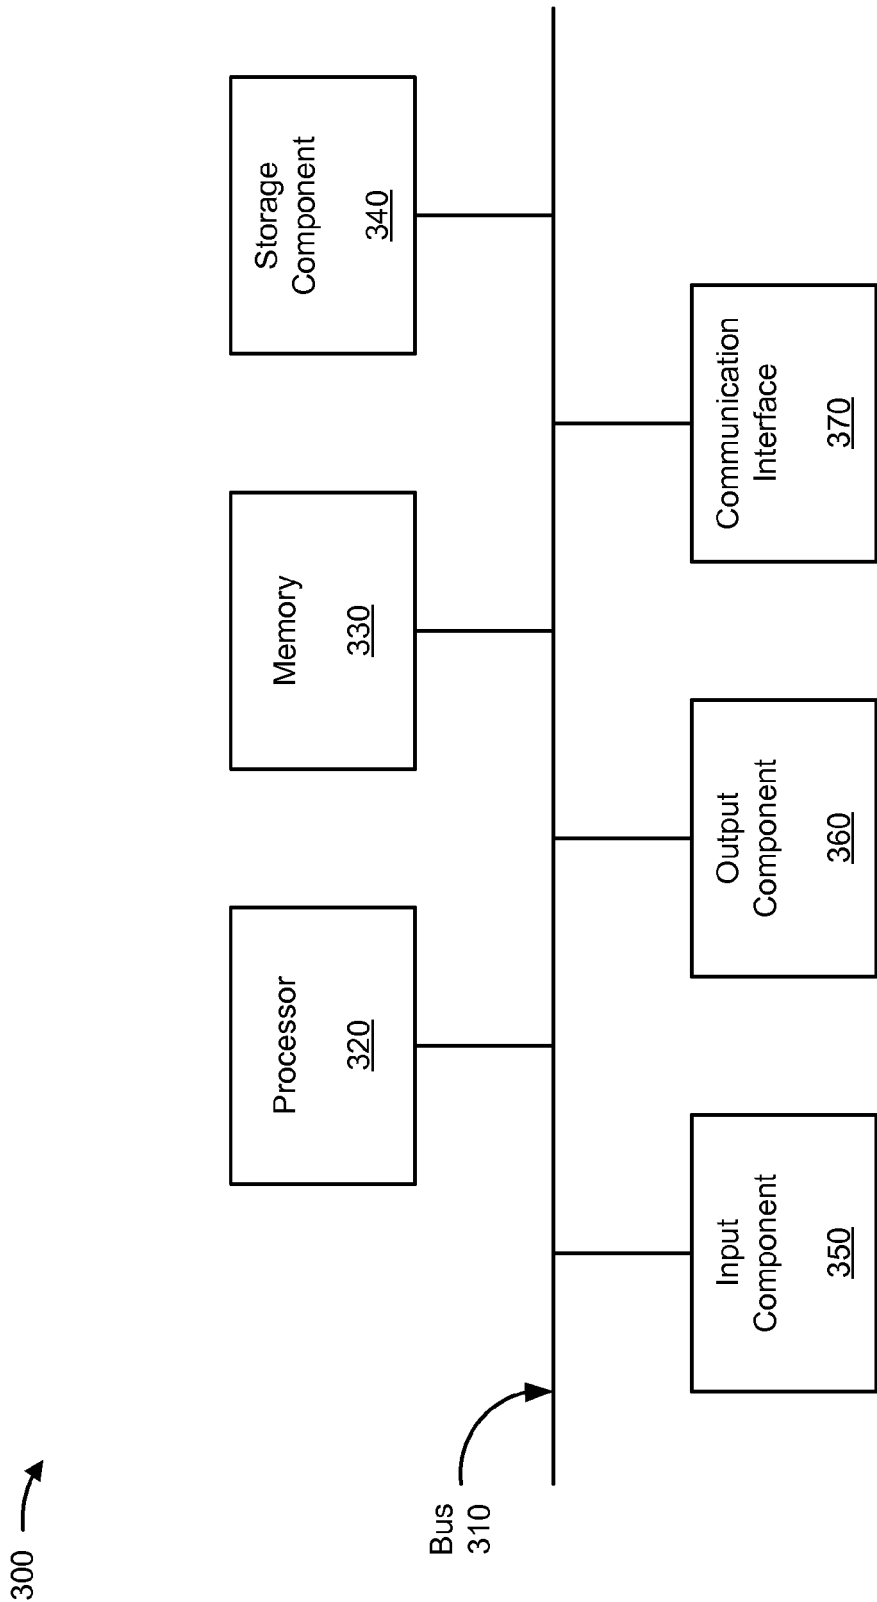 300
Processor
320
Memory
330
Storage
Component
340
Bus
310
Input
Component
350
Output
Component
360
Communication
Interface
370